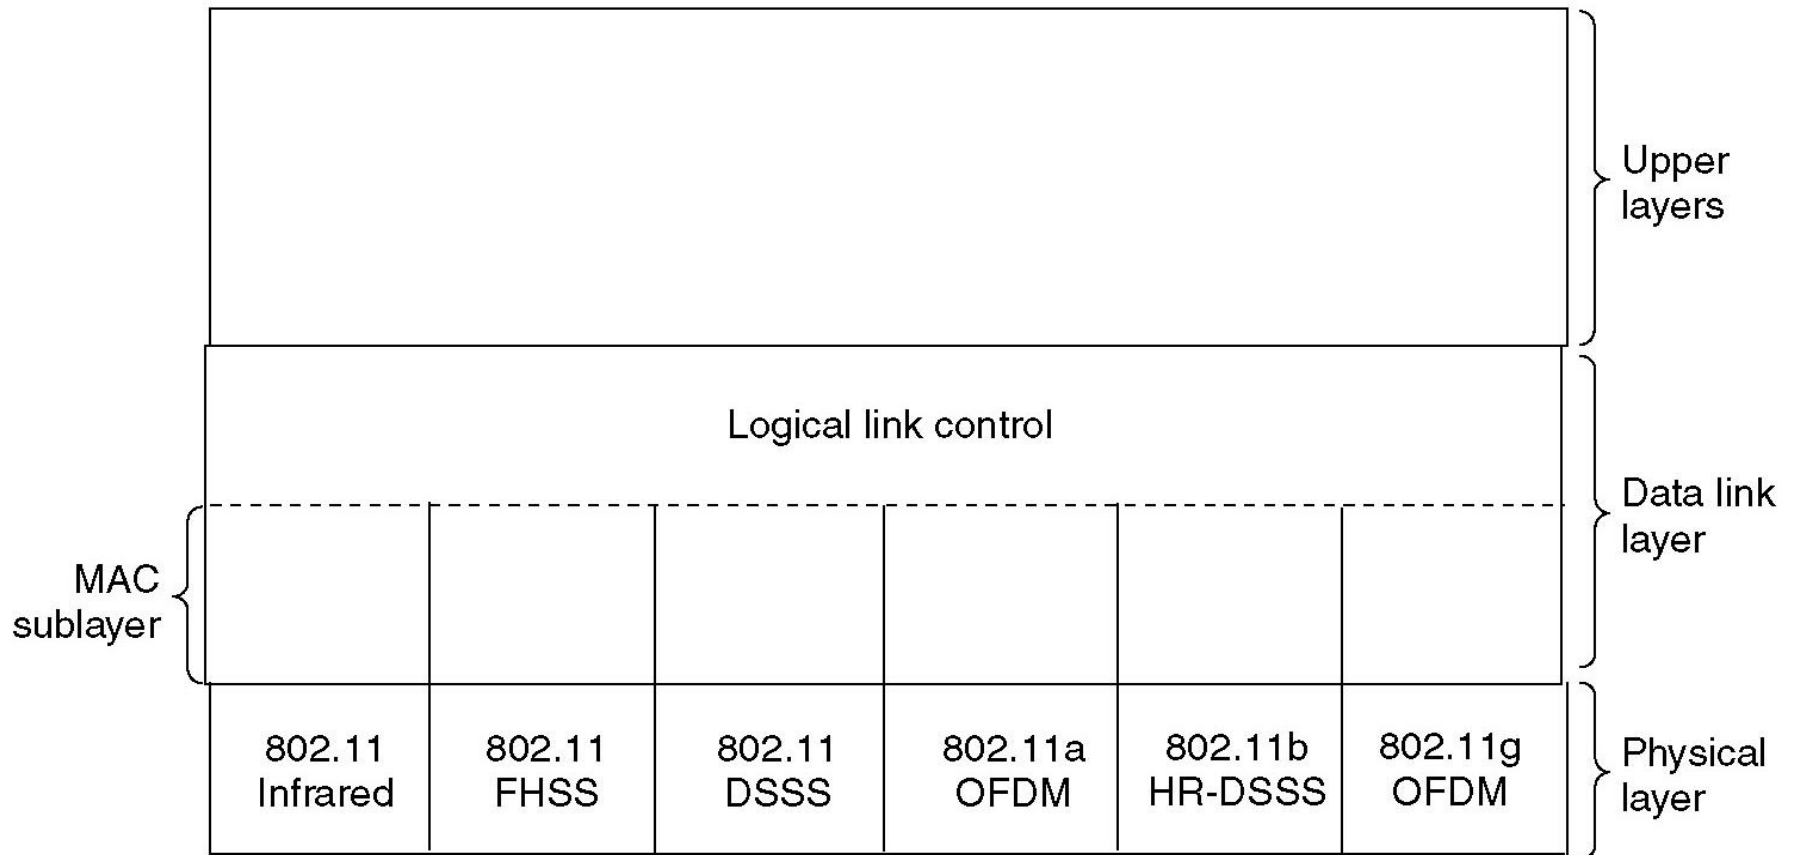 Upper
layers
Logical link control
Data link
layer
MAC
sublayer
802.11
Infrared
802.11
FHSS
802.11
DSSS
802.11a
OFDM
802.11b
HR-DSSS
802.11g
OFDM
Physical
layer